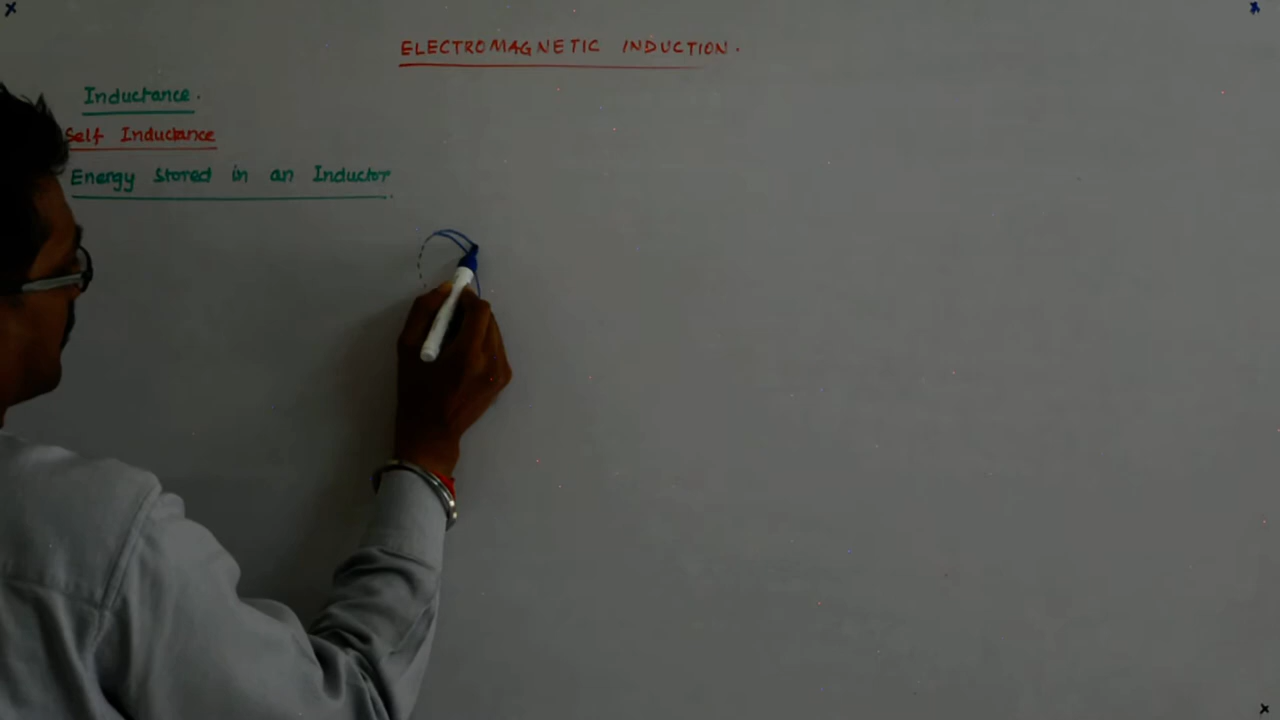 ELECTROMAGNETIC INDUCTION.
Inductance.
Self Inductance
Energy Stored in an Inductor.